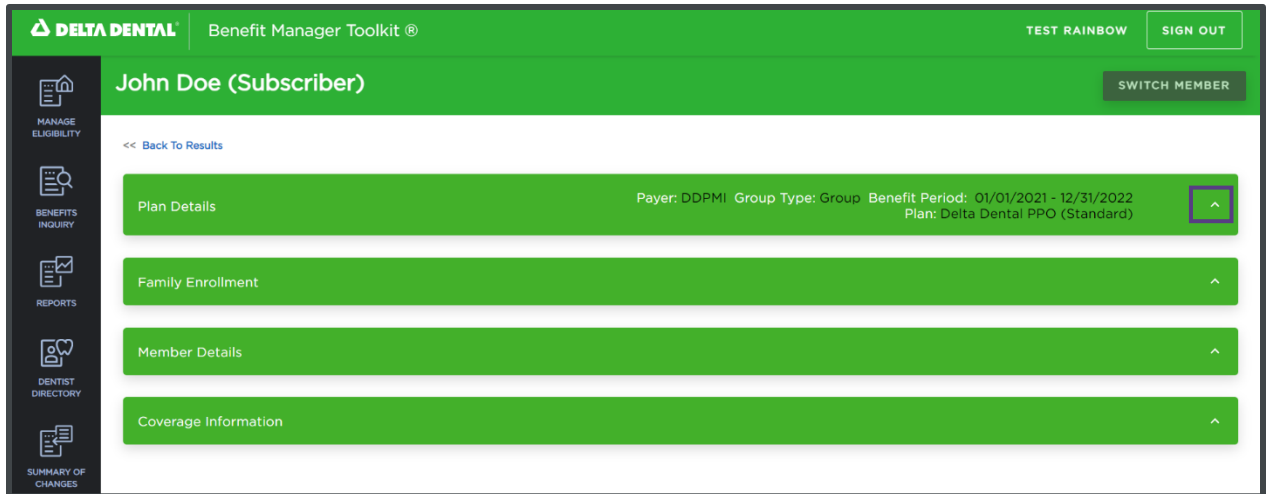 DELTA DENTAL® Benefit Manager Toolkit ® TEST RAINBOW SIGN OUT
John Doe (Subscriber) SWITCH MEMBER
MANAGE
ELIGIBILITY
<< Back To Results
BENEFITS
INQUIRY
Plan Details Payer: DDPMI Group Type: Group Benefit Period: 01/01/2021 - 12/31/2022
Plan: Delta Dental PPO (Standard)
REPORTS
Family Enrollment
DENTIST
DIRECTORY
Member Details
SUMMARY OF
CHANGES
Coverage Information